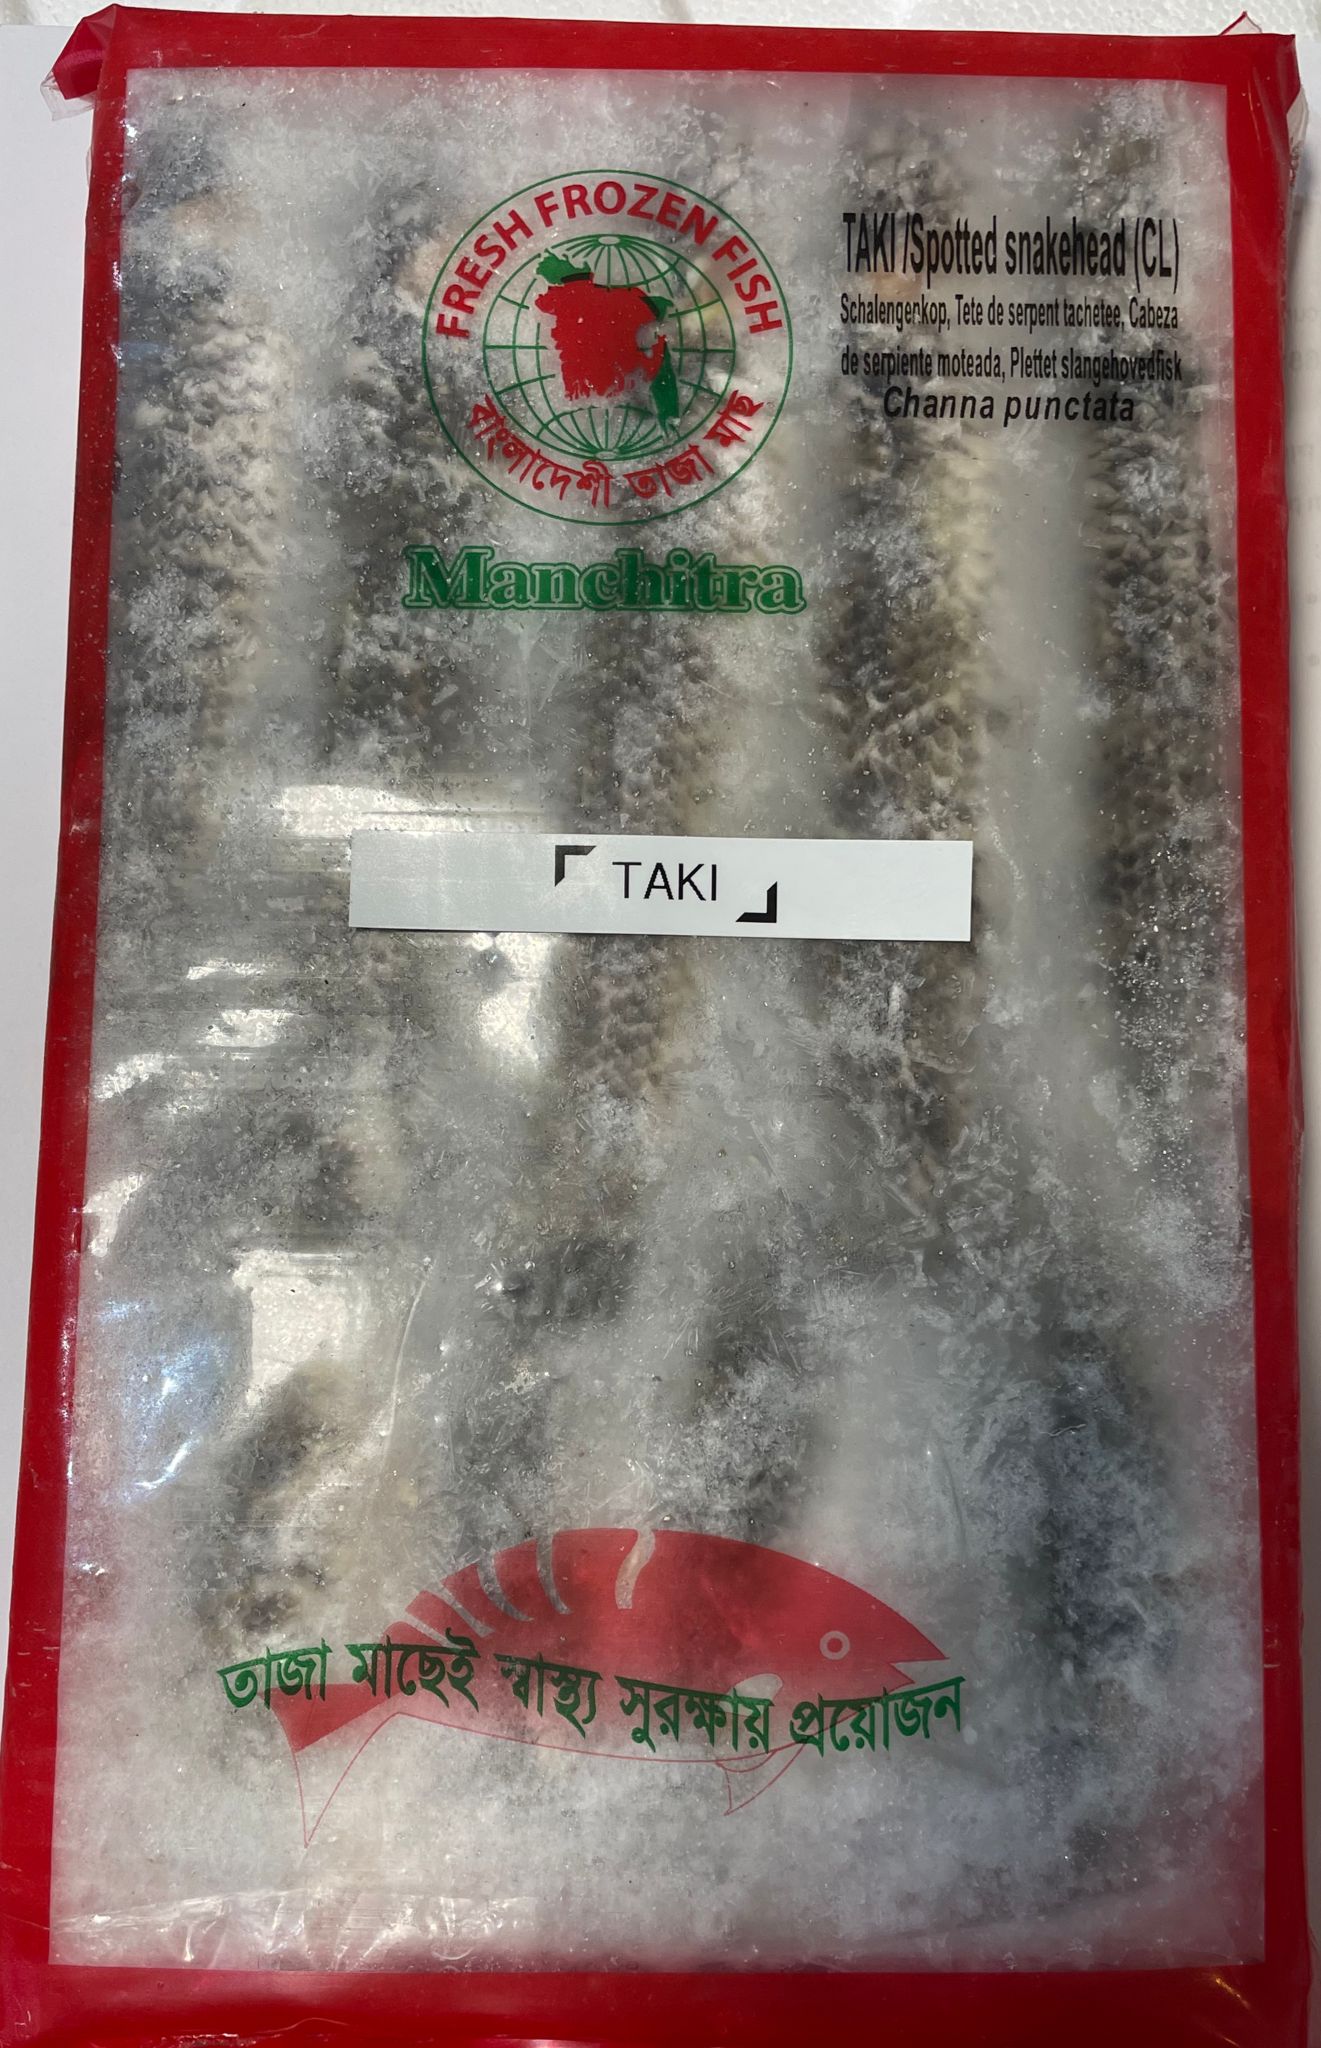 FRESH FROZEN FISH
বাংলাদেশী তাজা মাছ
Manchitra
TAKI /Spotted snakehead (CL)
Schalengenkop, Tete de serpent tachetee, Cabeza
de serpiente moteada, Plettet slangehovedfisk
Channa punctata
TAKI
তাজা মাছেই স্বাস্থ্য সুরক্ষায় প্রয়োজন